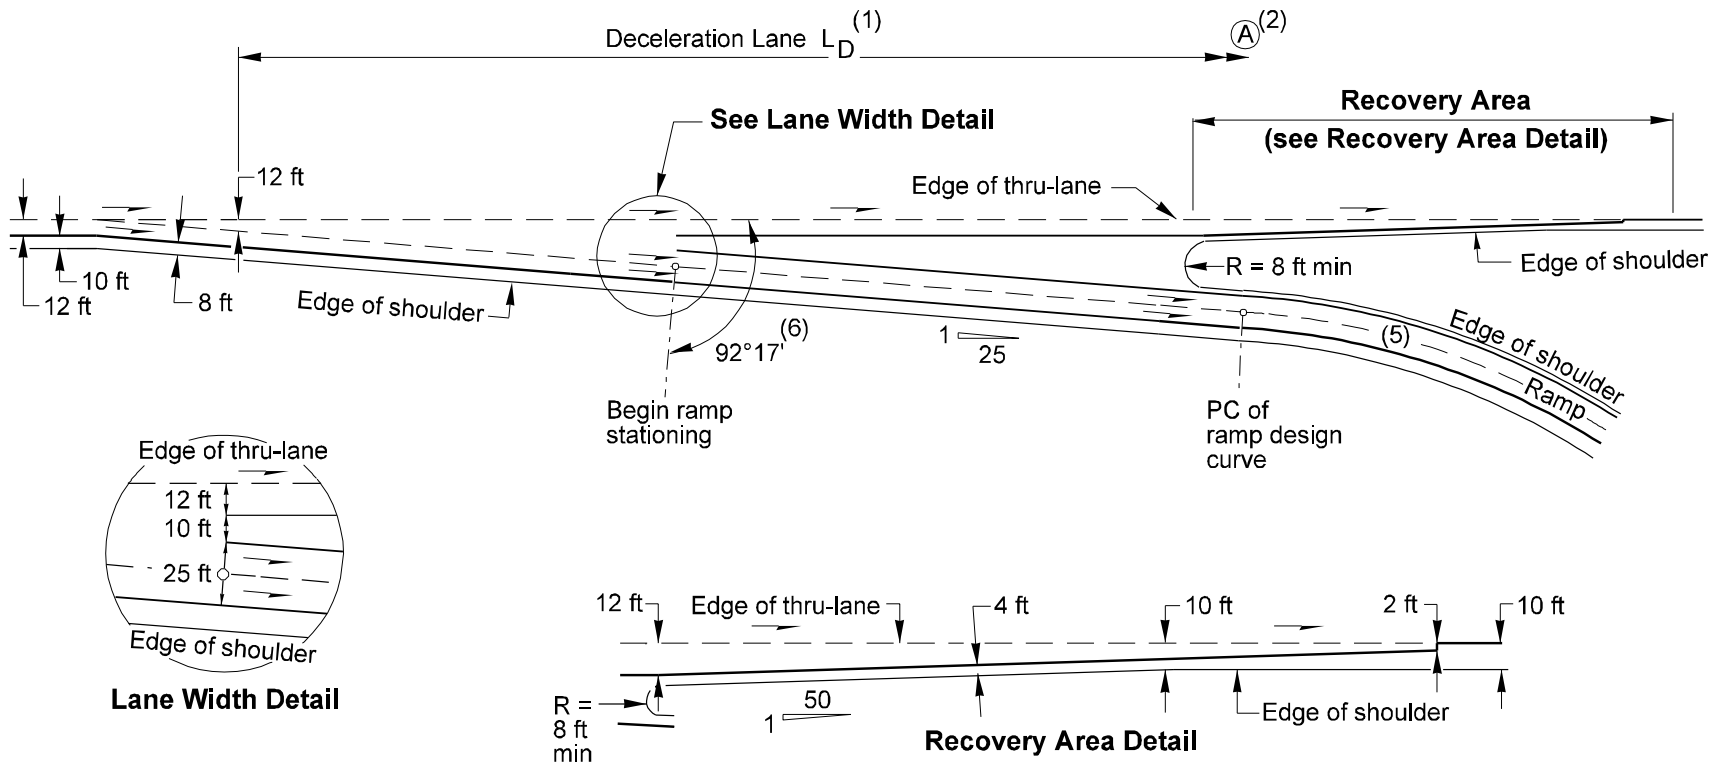 Deceleration Lane L D (1)
A (2)
Recovery Area
(see Recovery Area Detail)
See Lane Width Detail
12 ft
Edge of thru-lane
10 ft
12 ft
8 ft
Edge of shoulder
R = 8 ft min
Edge of shoulder
92°17' (6)
1
25
(5)
Edge of shoulder
Ramp
Begin ramp
stationing
PC of
ramp design
curve
Edge of thru-lane
12 ft
10 ft
25 ft
Edge of shoulder
Lane Width Detail
12 ft
Edge of thru-lane
4 ft
10 ft
2 ft
10 ft
R =
8 ft
min
50
1
Edge of shoulder
Recovery Area Detail